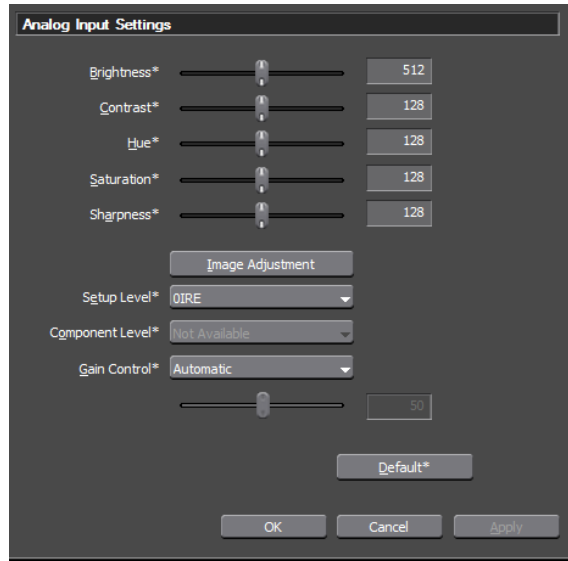 Analog Input Settings
Brightness* 512
Contrast* 128
Hue* 128
Saturation* 128
Sharpness* 128
Image Adjustment
Setup Level* 0IRE
Component Level* Not Available
Gain Control* Automatic
50
Default*
OK Cancel Apply